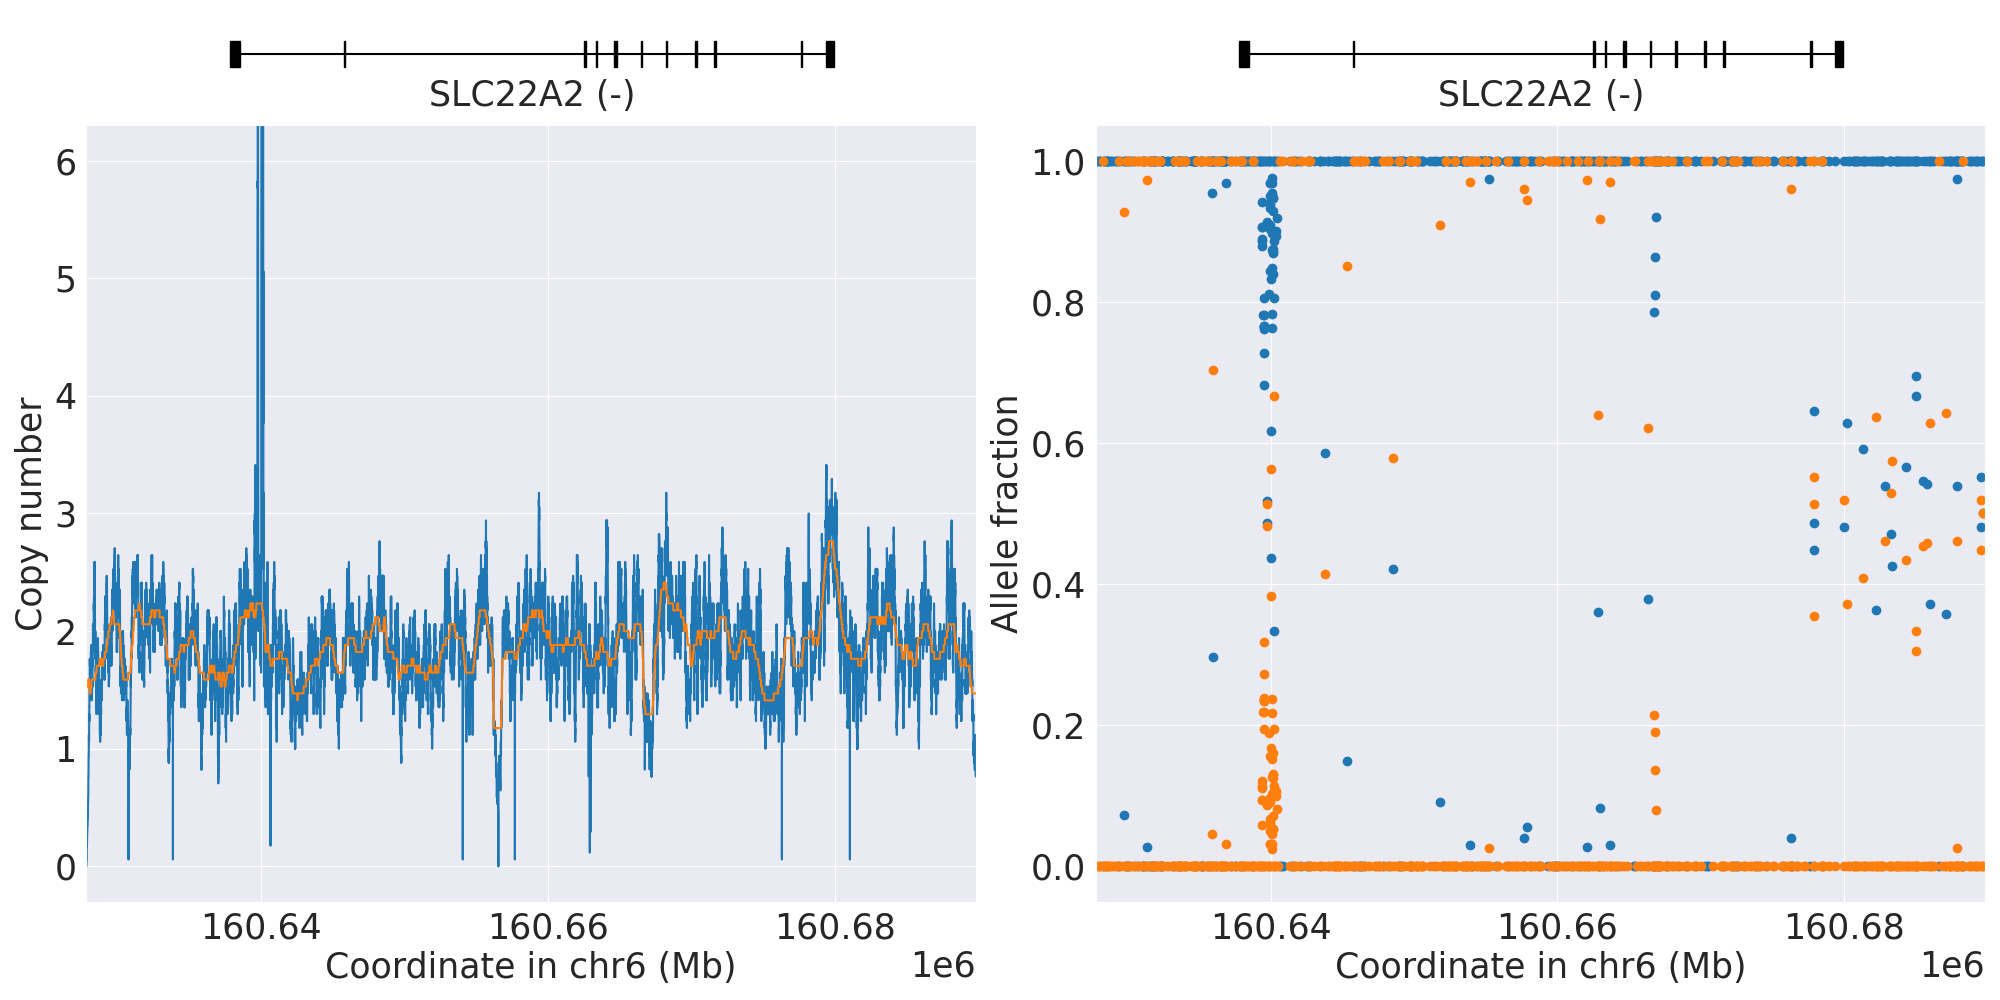 SLC22A2 (-)
Copy number
6
5
4
3
2
1
0
160.64
160.66
160.68
Coordinate in chr6 (Mb)
1e6
SLC22A2 (-)
Allele fraction
1.0
0.8
0.6
0.4
0.2
0.0
160.64
160.66
160.68
Coordinate in chr6 (Mb)
1e6